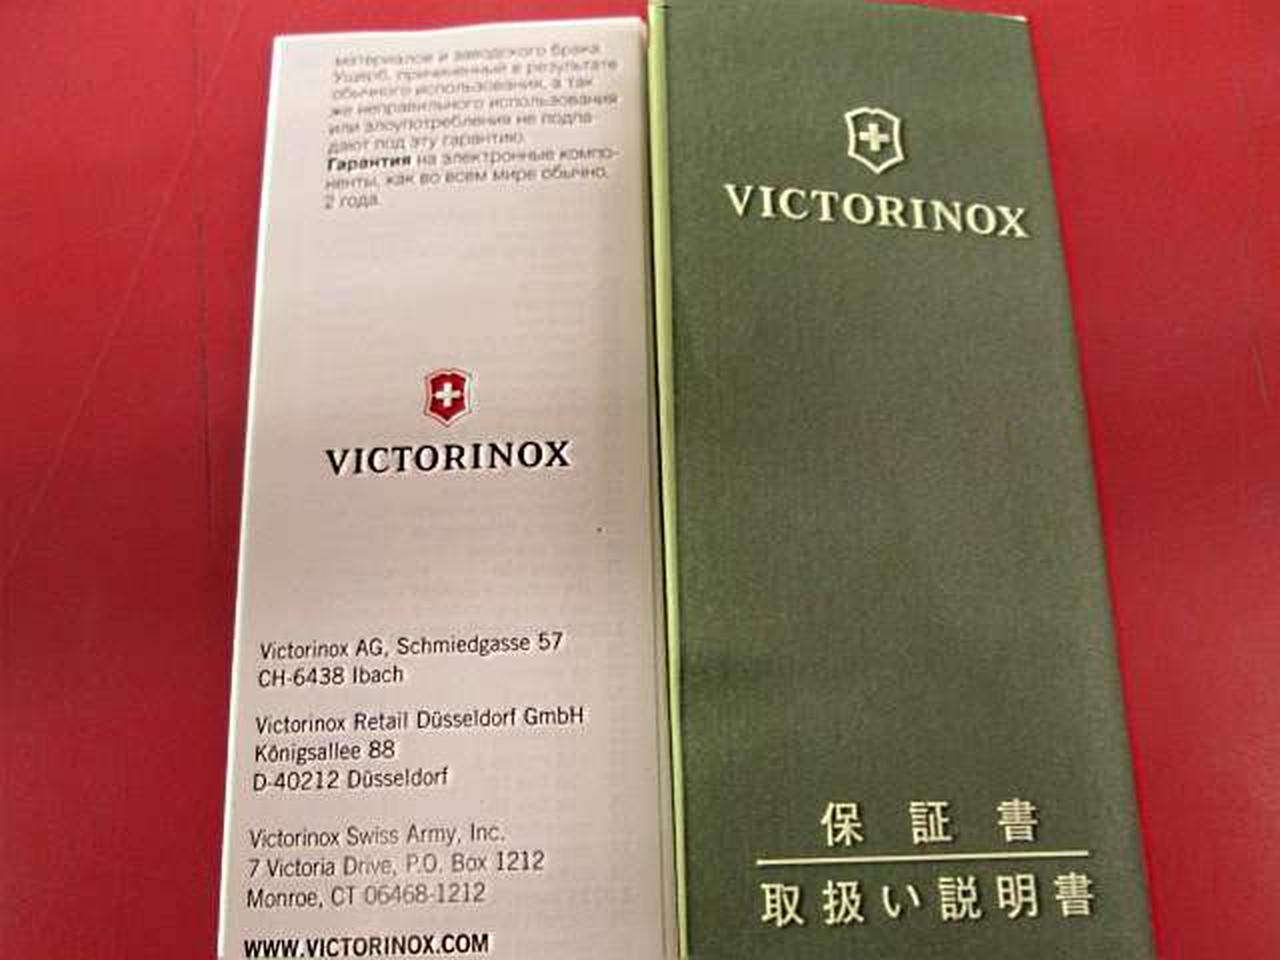 материалов и заводского брака.
Ущерб, причиненный в результате
обычного использования, а так
же неправильного использования
или злоупотребления не подпа-
дают под эту гарантию.
Гарантия на электронные компо-
ненты, как во всем мире обычно,
2 года.
VICTORINOX
Victorinox AG, Schmiedgasse 57
CH-6438 Ibach
Victorinox Retail Düsseldorf GmbH
Königsallee 88
D-40212 Düsseldorf
Victorinox Swiss Army, Inc.
7 Victoria Drive, P.O. Box 1212
Monroe, CT 06468-1212
WWW.VICTORINOX.COM
VICTORINOX
保証書
取扱い説明書